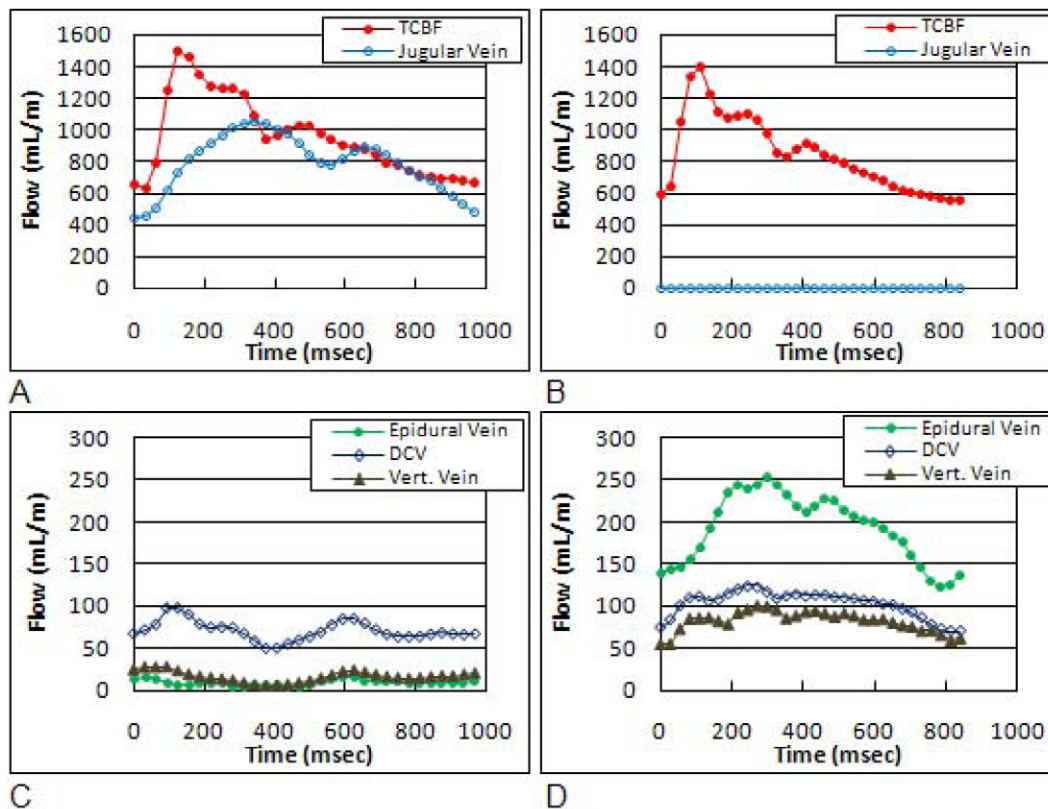 TCBF
Jugular Vein
Flow (mL/m)
1600
1400
1200
1000
800
600
400
200
0
0 200 400 600 800 1000
Time (msec)
A
TCBF
Jugular Vein
Flow (mL/m)
1600
1400
1200
1000
800
600
400
200
0
0 200 400 600 800 1000
Time (msec)
B
Epidural Vein
DCV
Vert. Vein
Flow (mL/m)
300
250
200
150
100
50
0
0 200 400 600 800 1000
Time (msec)
C
Epidural Vein
DCV
Vert. Vein
Flow (mL/m)
300
250
200
150
100
50
0
0 200 400 600 800 1000
Time (msec)
D